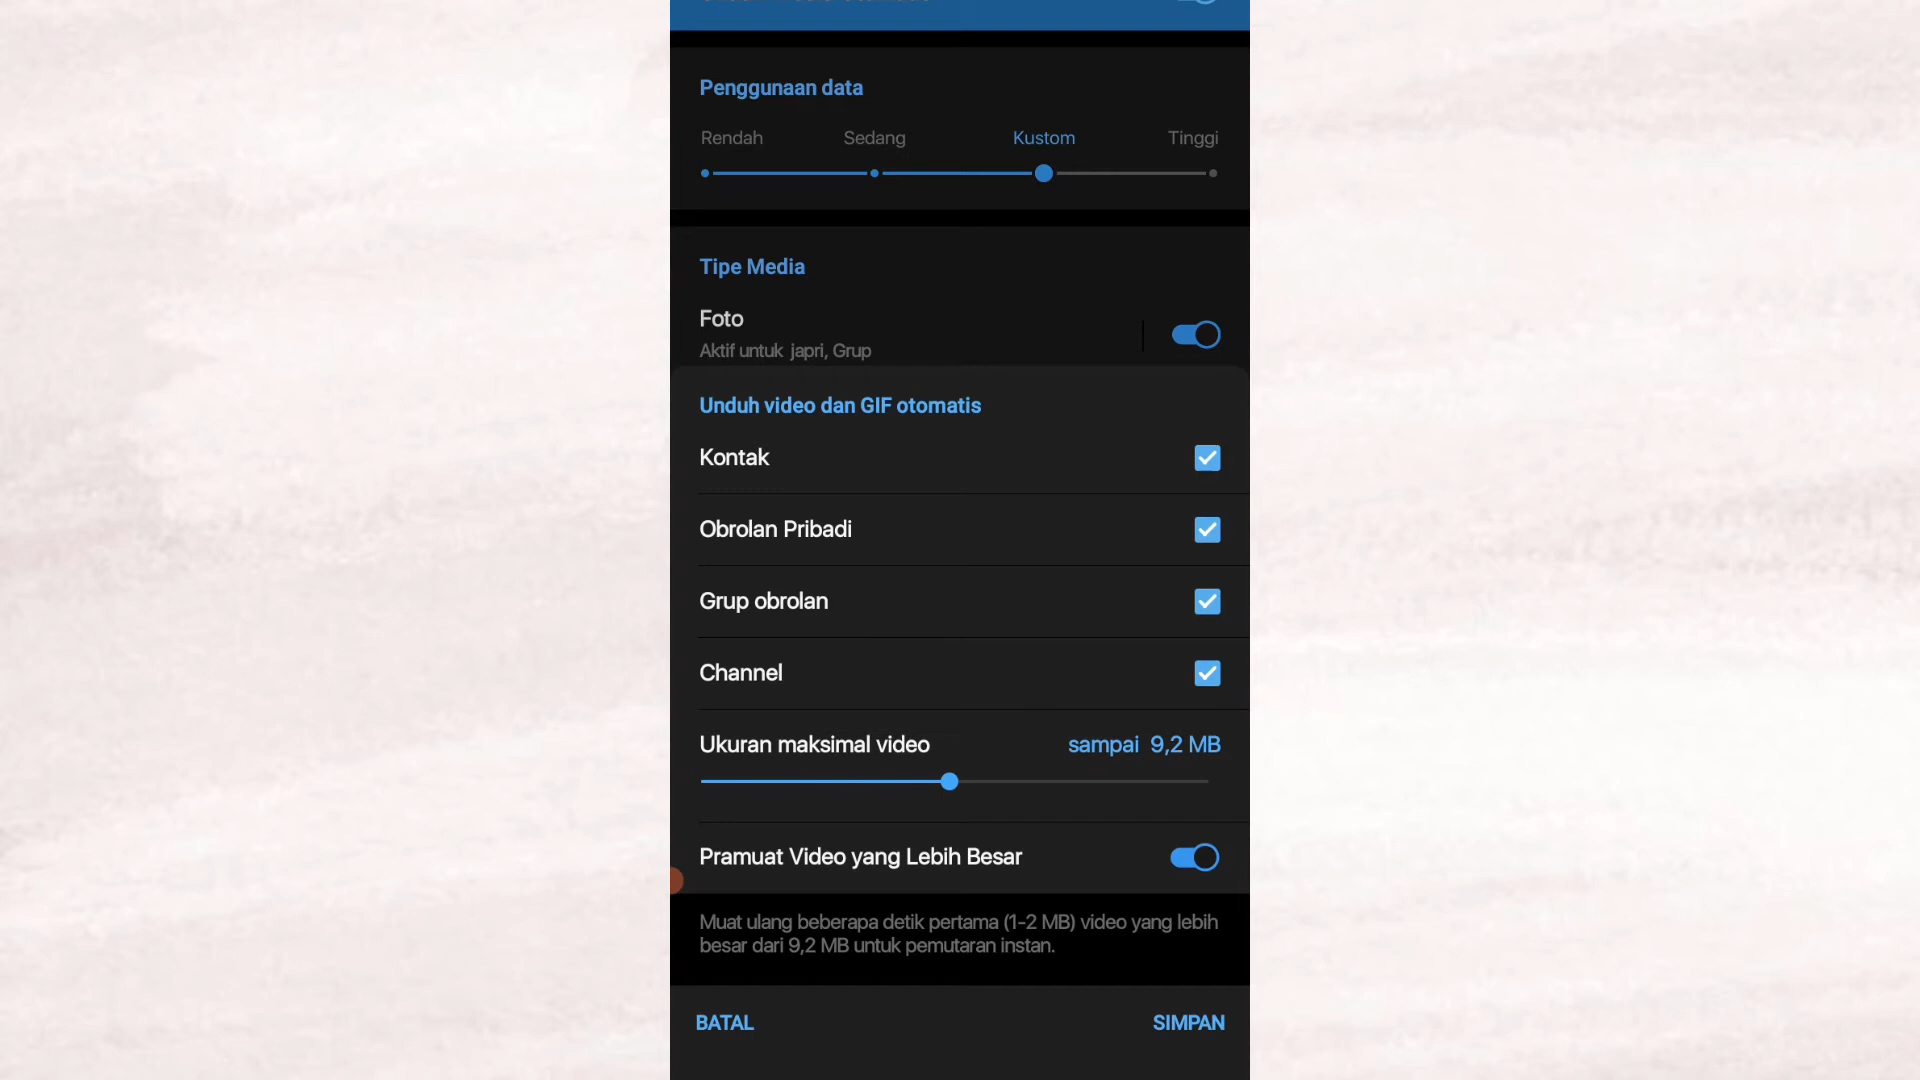 Penggunaan data
Rendah Sedang Kustom Tinggi
Tipe Media
Foto
Aktif untuk japri, Grup
Unduh video dan GIF otomatis
Kontak
Obrolan Pribadi
Grup obrolan
Channel
Ukuran maksimal video sampai 9,2 MB
Pramuat Video yang Lebih Besar
Muat ulang beberapa detik pertama (1-2 MB) video yang lebih
besar dari 9,2 MB untuk pemutaran instan.
BATAL SIMPAN